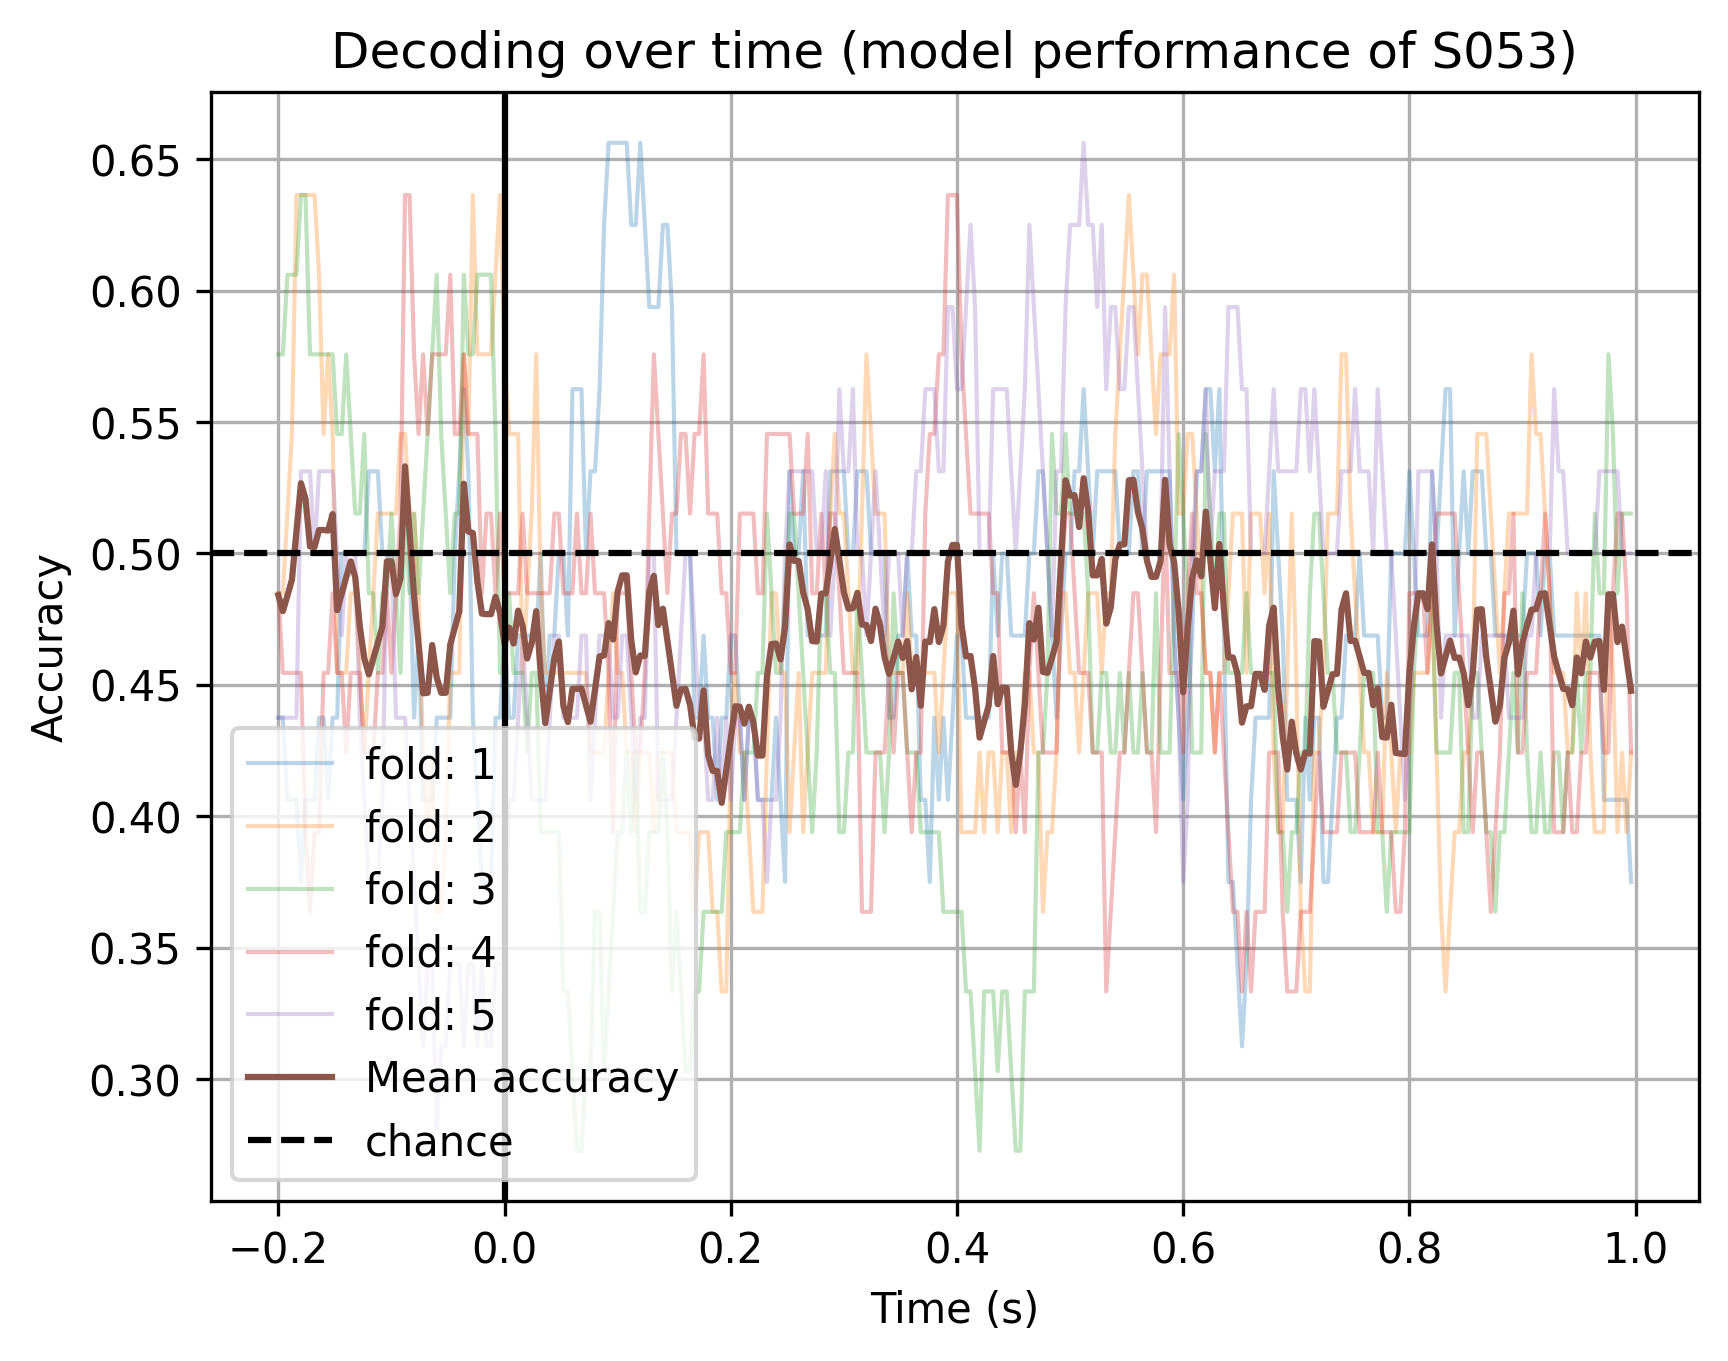 Decoding over time (model performance of S053)
Accuracy
0.65
0.60
0.55
0.50
0.45
0.40
0.35
0.30
fold: 1
fold: 2
fold: 3
fold: 4
fold: 5
Mean accuracy
chance
−0.2 0.0 0.2 0.4 0.6 0.8 1.0
Time (s)